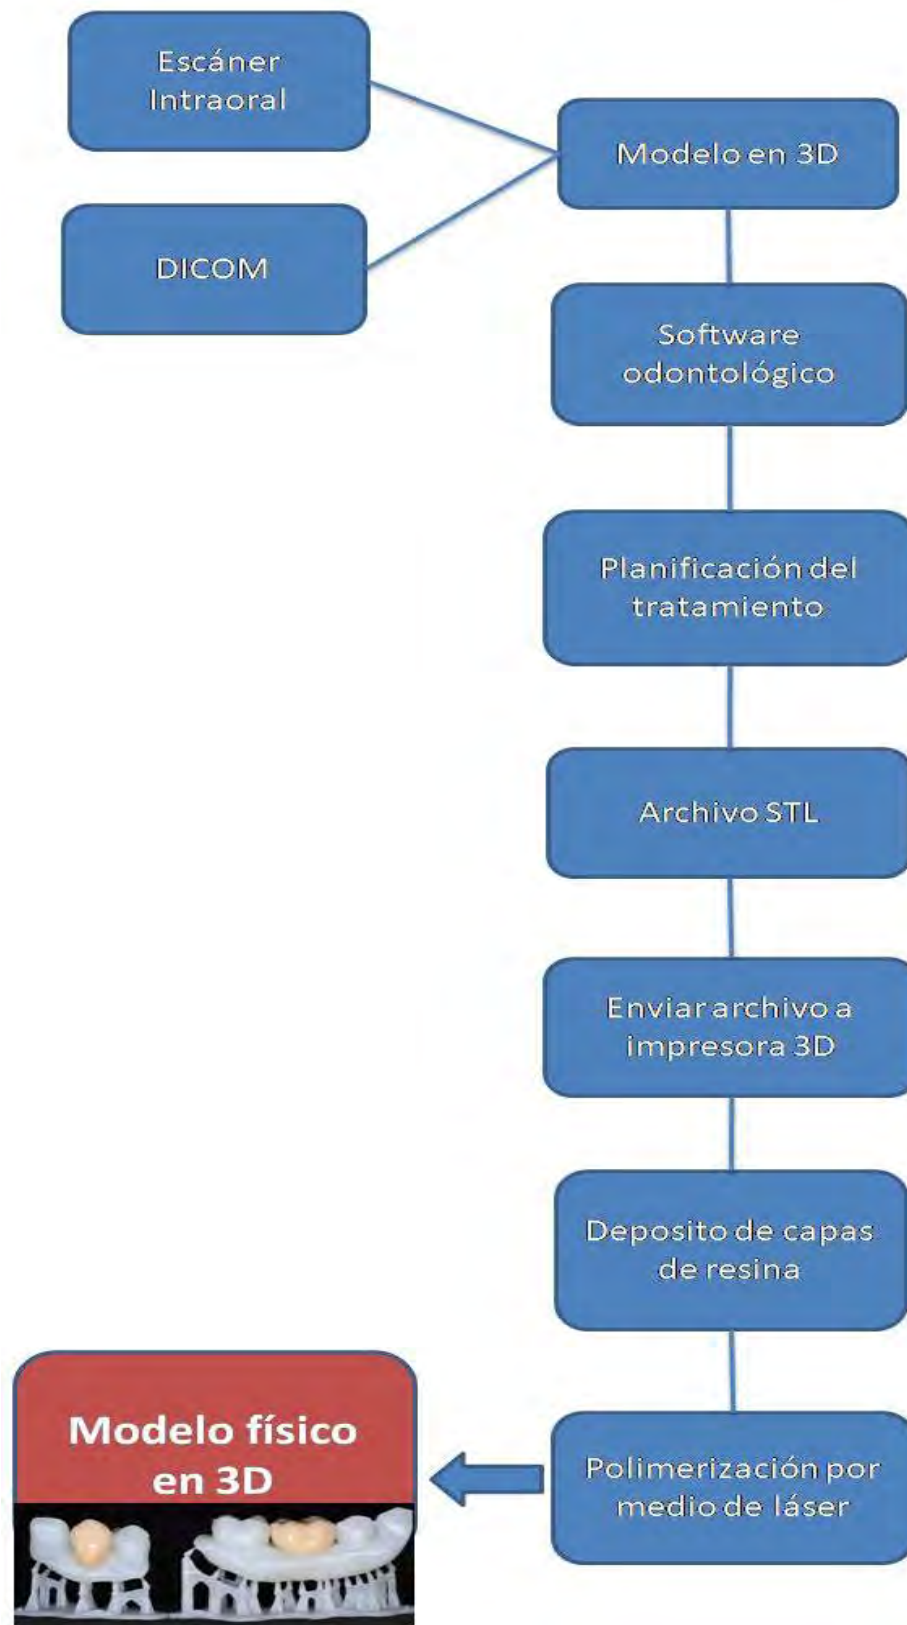 Escáner
Intraoral
Modelo en 3D
DICOM
Software
odontológico
Planificación del
tratamiento
Archivo STL
Enviar archivo a
impresora 3D
Deposito de capas
de resina
Modelo físico
en 3D
Polimerización por
medio de láser